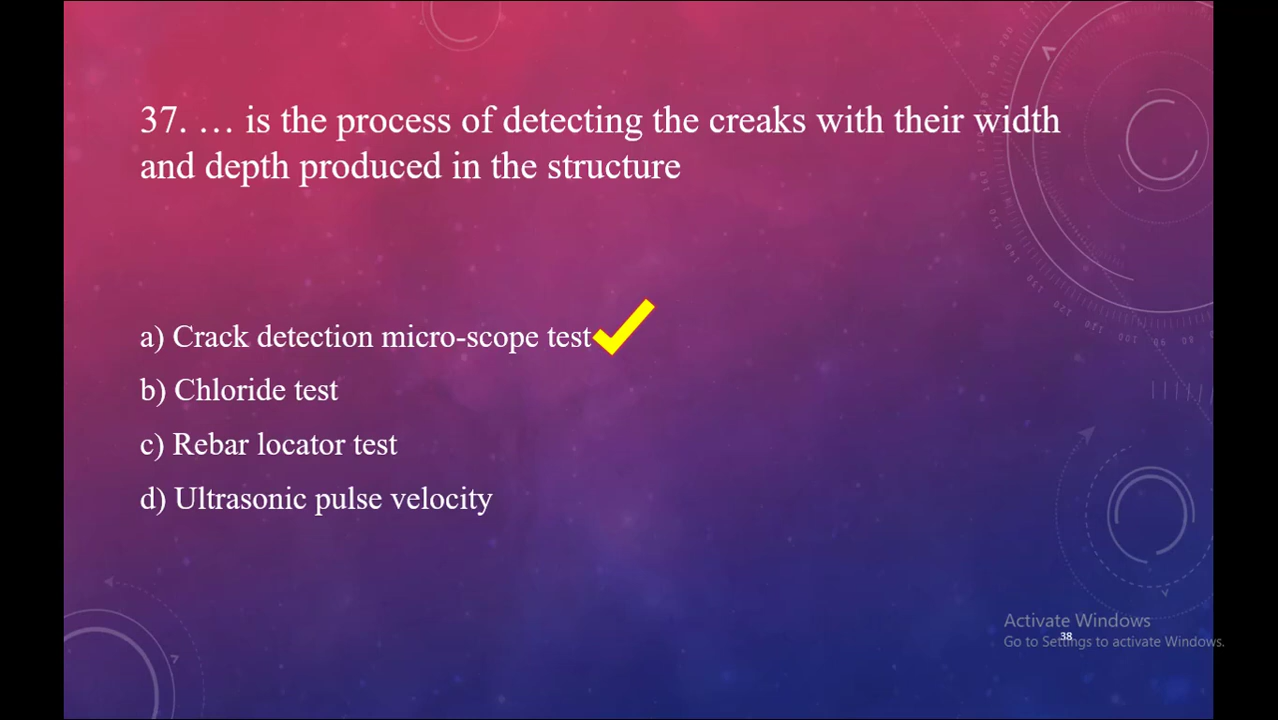 37. … is the process of detecting the creaks with their width
and depth produced in the structure
a) Crack detection micro-scope test
b) Chloride test
c) Rebar locator test
d) Ultrasonic pulse velocity
Activate Windows
38
Go to Settings to activate Windows.